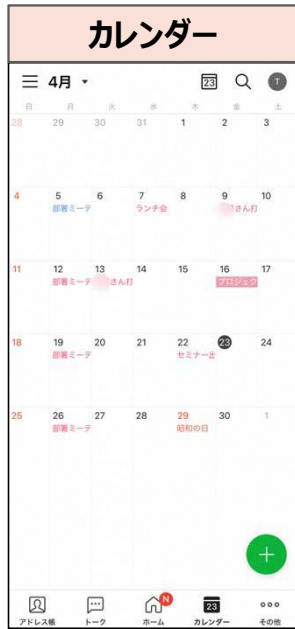 カレンダー
4月
23
T
日 月 火 水 木 金 土
28 29 30 31 1 2 3
4 5 6 7 8 9 10
部署ミーテ ランチ会 さん打
11 12 13 14 15 16 17
部署ミーテ さん打 プロジェク
18 19 20 21 22 23 24
部署ミーテ セミナー출
25 26 27 28 29 30 1
部署ミーテ 昭和の日
N
23
アドレス帳 トーク ホーム カレンダー その他